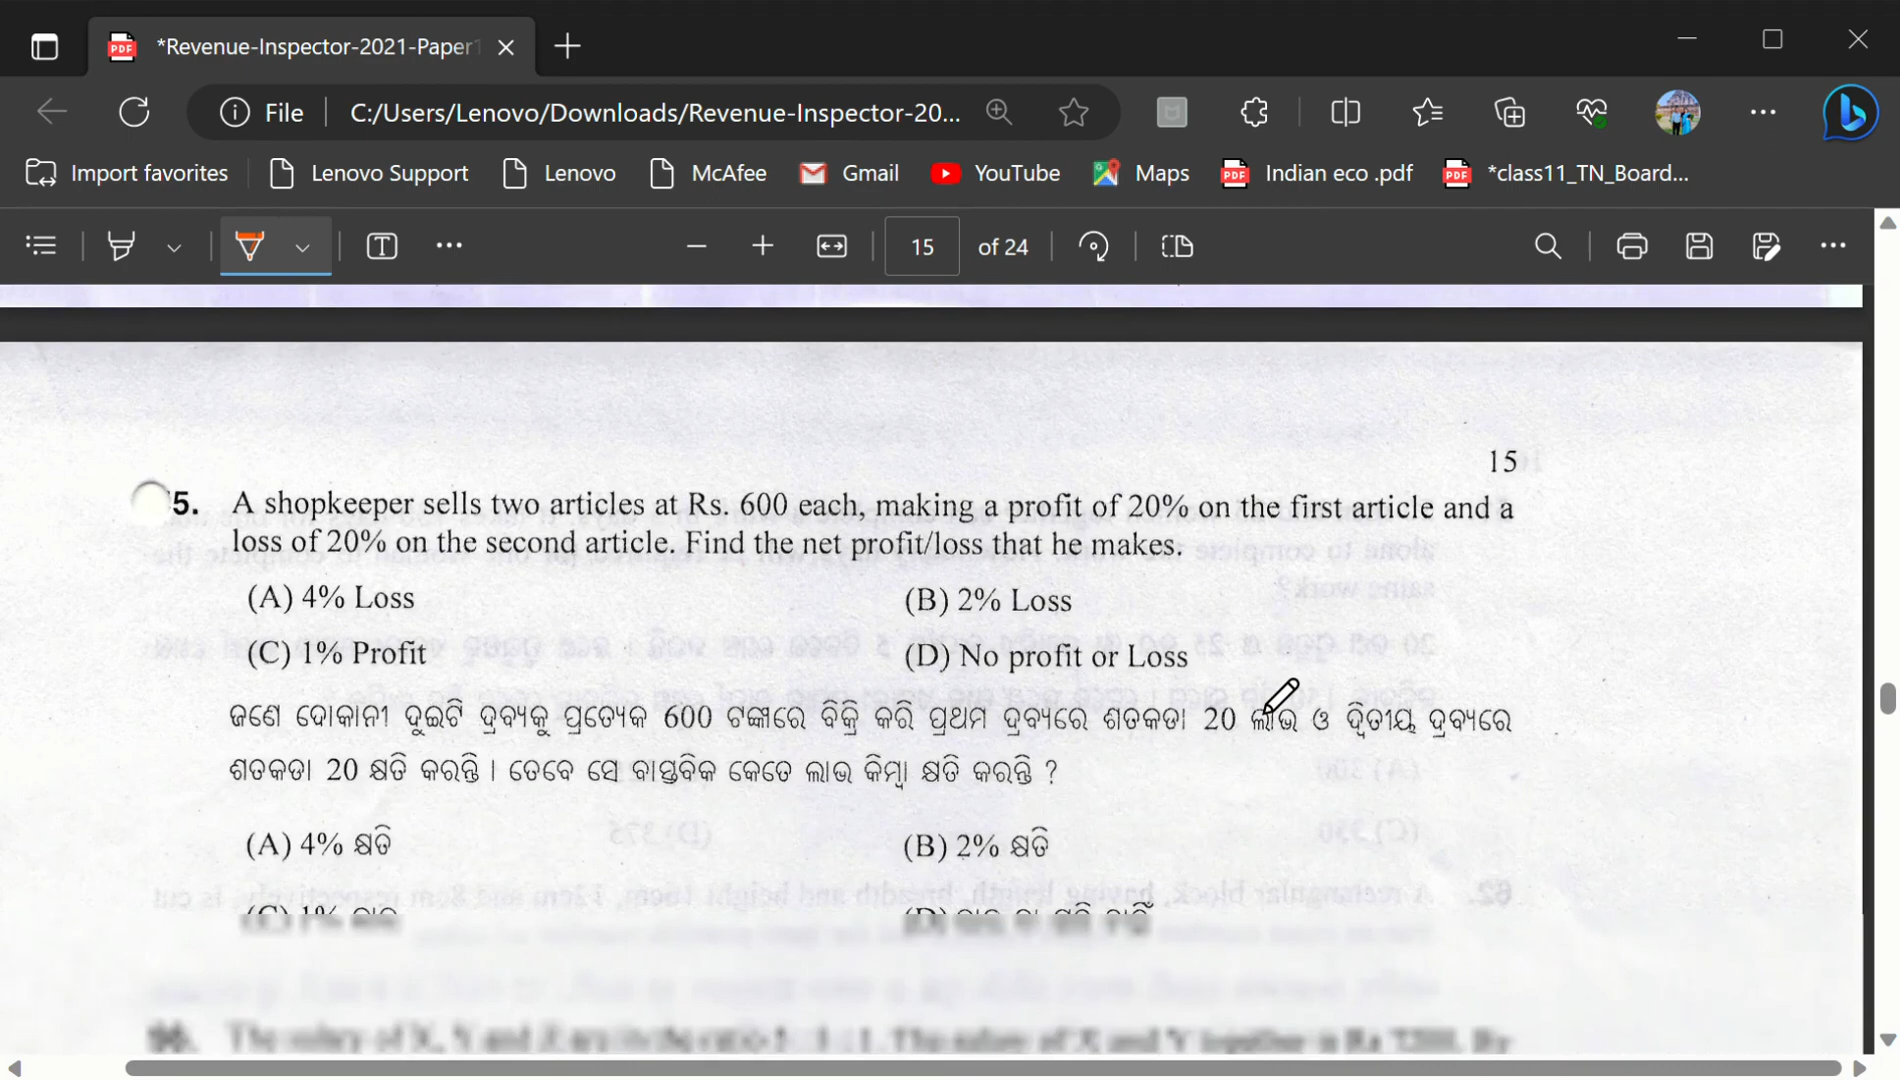 *Revenue-Inspector-2021-Paper1
File C:/Users/Lenovo/Downloads/Revenue-Inspector-20...
Import favorites Lenovo Support Lenovo McAfee Gmail YouTube Maps Indian eco .pdf *class11_TN_Board...
15 of 24
15
5. A shopkeeper sells two articles at Rs. 600 each, making a profit of 20% on the first article and a
loss of 20% on the second article. Find the net profit/loss that he makes.
(A) 4% Loss (B) 2% Loss
(C) 1% Profit (D) No profit or Loss
ଜଣେ ଦୋକାନୀ ଦୁଇଟି ଦ୍ରବ୍ୟକୁ ପ୍ରତ୍ୟେକ 600 ଟଙ୍କାରେ ବିକ୍ରି କରି ପ୍ରଥମ ଦ୍ରବ୍ୟରେ ଶତକଡା 20 ଲାଭ ଓ ଦ୍ୱିତୀୟ ଦ୍ରବ୍ୟରେ
ଶତକଡା 20 କ୍ଷତି କରନ୍ତି । ତେବେ ସେ ବାସ୍ତବିକ କେତେ ଲାଭ କିମ୍ବା କ୍ଷତି କରନ୍ତି ?
(A) 4% କ୍ଷତି (B) 2% କ୍ଷତି